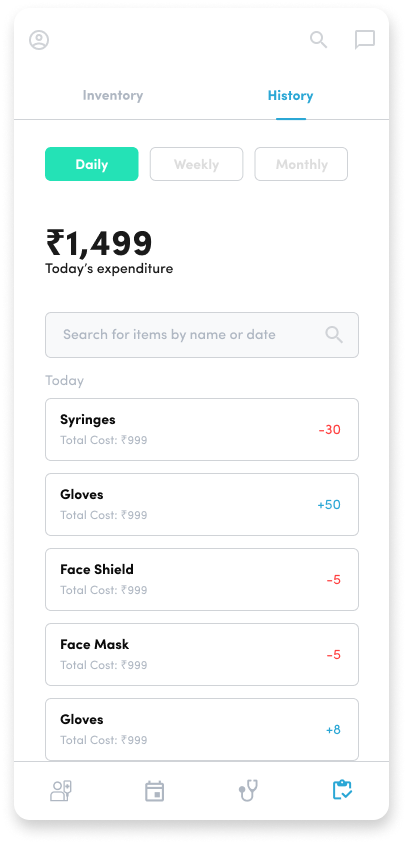 Inventory
History
Daily
Weekly
Monthly
₹1,499
Today's expenditure
Search for items by name or date
Today
Syringes
Total Cost: ₹999
-30
Gloves
Total Cost: ₹999
+50
Face Shield
Total Cost: ₹999
-5
Face Mask
Total Cost: ₹999
-5
Gloves
Total Cost: ₹999
+8